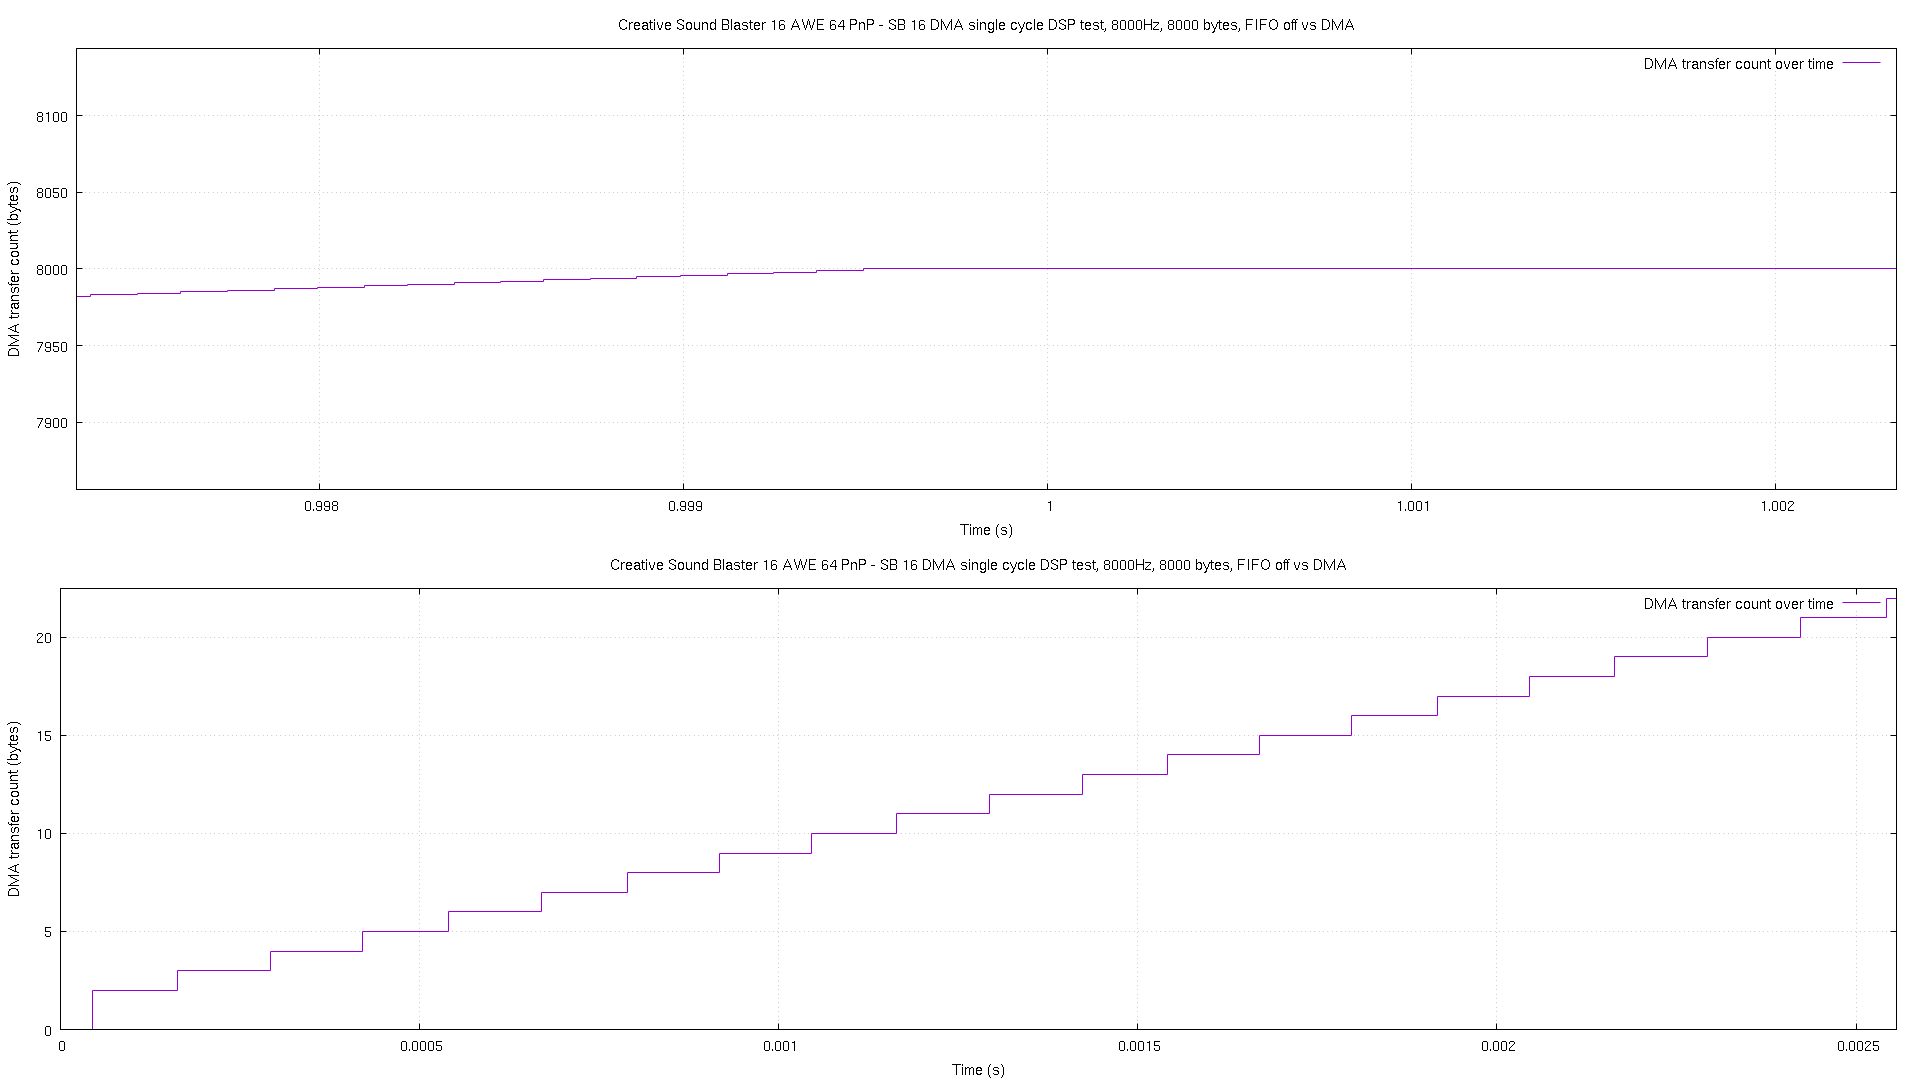 Creative Sound Blaster 16 AWE 64 PnP - SB 16 DMA single cycle DSP test, 8000Hz, 8000 bytes, FIFO off vs DMA
DMA transfer count over time
8100
8050
8000
7950
7900
DMA transfer count (bytes)
0.998
0.999
1
1.001
1.002
Time (s)
Creative Sound Blaster 16 AWE 64 PnP - SB 16 DMA single cycle DSP test, 8000Hz, 8000 bytes, FIFO off vs DMA
DMA transfer count over time
20
15
10
5
0
DMA transfer count (bytes)
0
0.0005
0.001
0.0015
0.002
0.0025
Time (s)